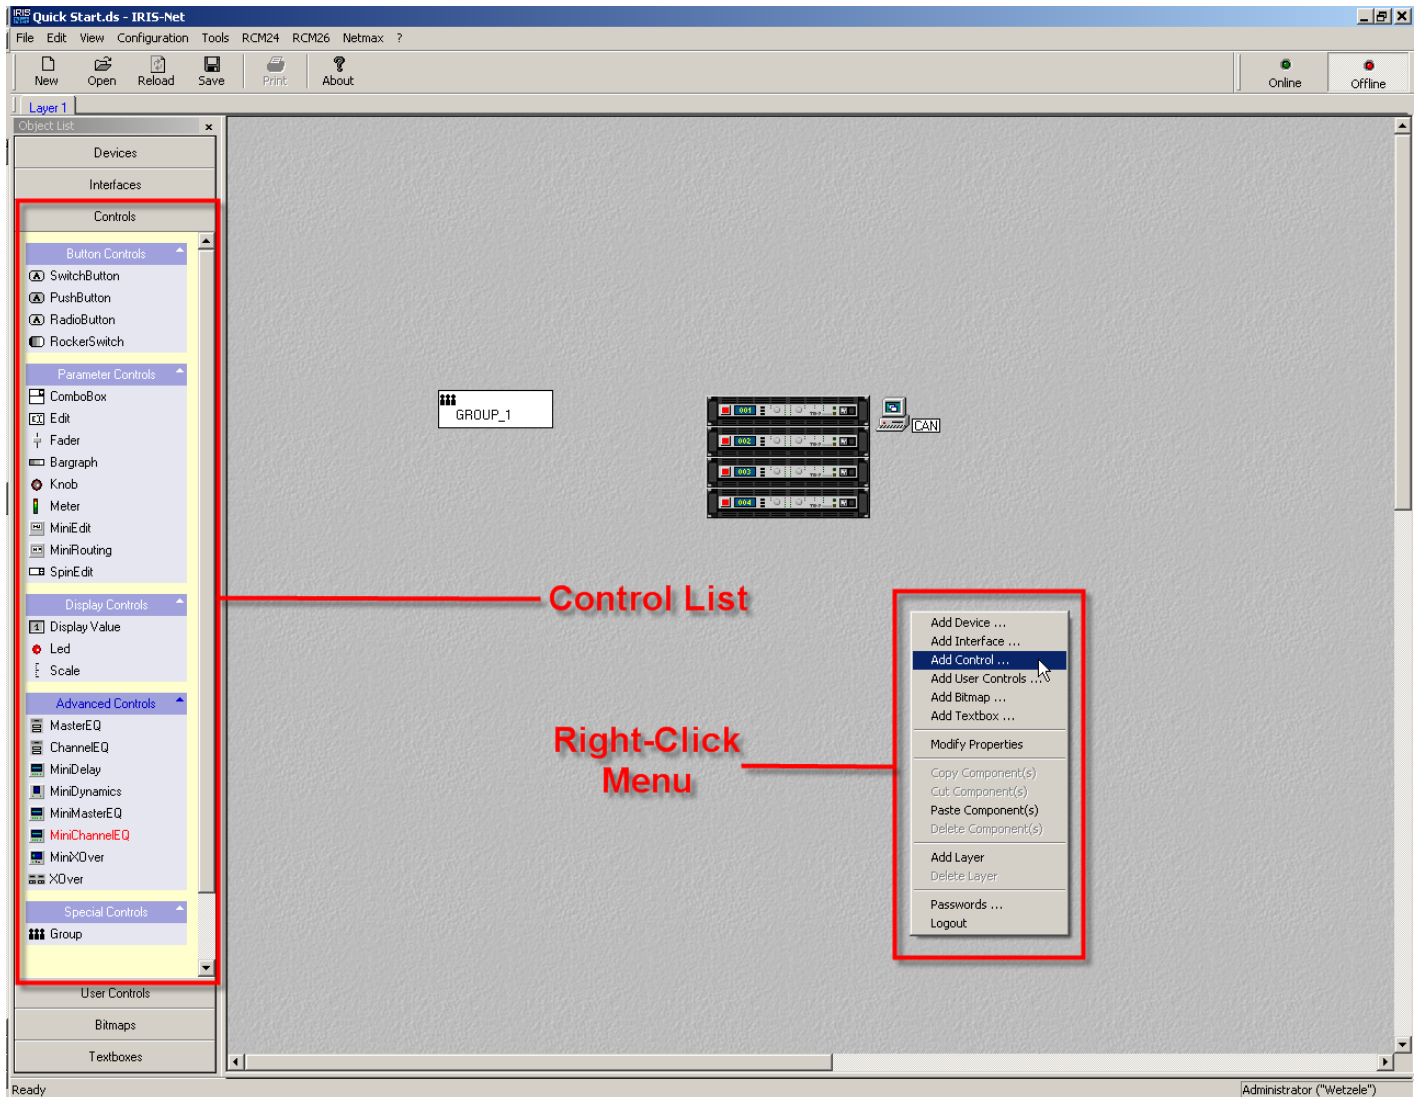 Quick Start.ds - IRIS-Net
File Edit View Configuration Tools RCM24 RCM26 Netmax ?
New Open Reload Save Print About Online Offline
Layer 1
Object List
Devices
Interfaces
Controls
Button Controls
SwitchButton
PushButton
RadioButton
RockerSwitch
Parameter Controls
ComboBox
Edit
Fader
Bargraph
Knob
Meter
MiniEdit
MiniRouting
SpinEdit
Display Controls
Display Value
Led
Scale
Advanced Controls
MasterEQ
ChannelEQ
MiniDelay
MiniDynamics
MiniMasterEQ
MiniChannelEQ
MiniXOver
XOver
Special Controls
Group
User Controls
Bitmaps
Textboxes
GROUP_1
001
002
003
004
CAN
Control List
Right-Click
Menu
Add Device ...
Add Interface ...
Add Control ...
Add User Controls ...
Add Bitmap ...
Add Textbox ...
Modify Properties
Copy Component(s)
Cut Component(s)
Paste Component(s)
Delete Component(s)
Add Layer
Delete Layer
Passwords ...
Logout
Ready
Administrator ("Wetzele")